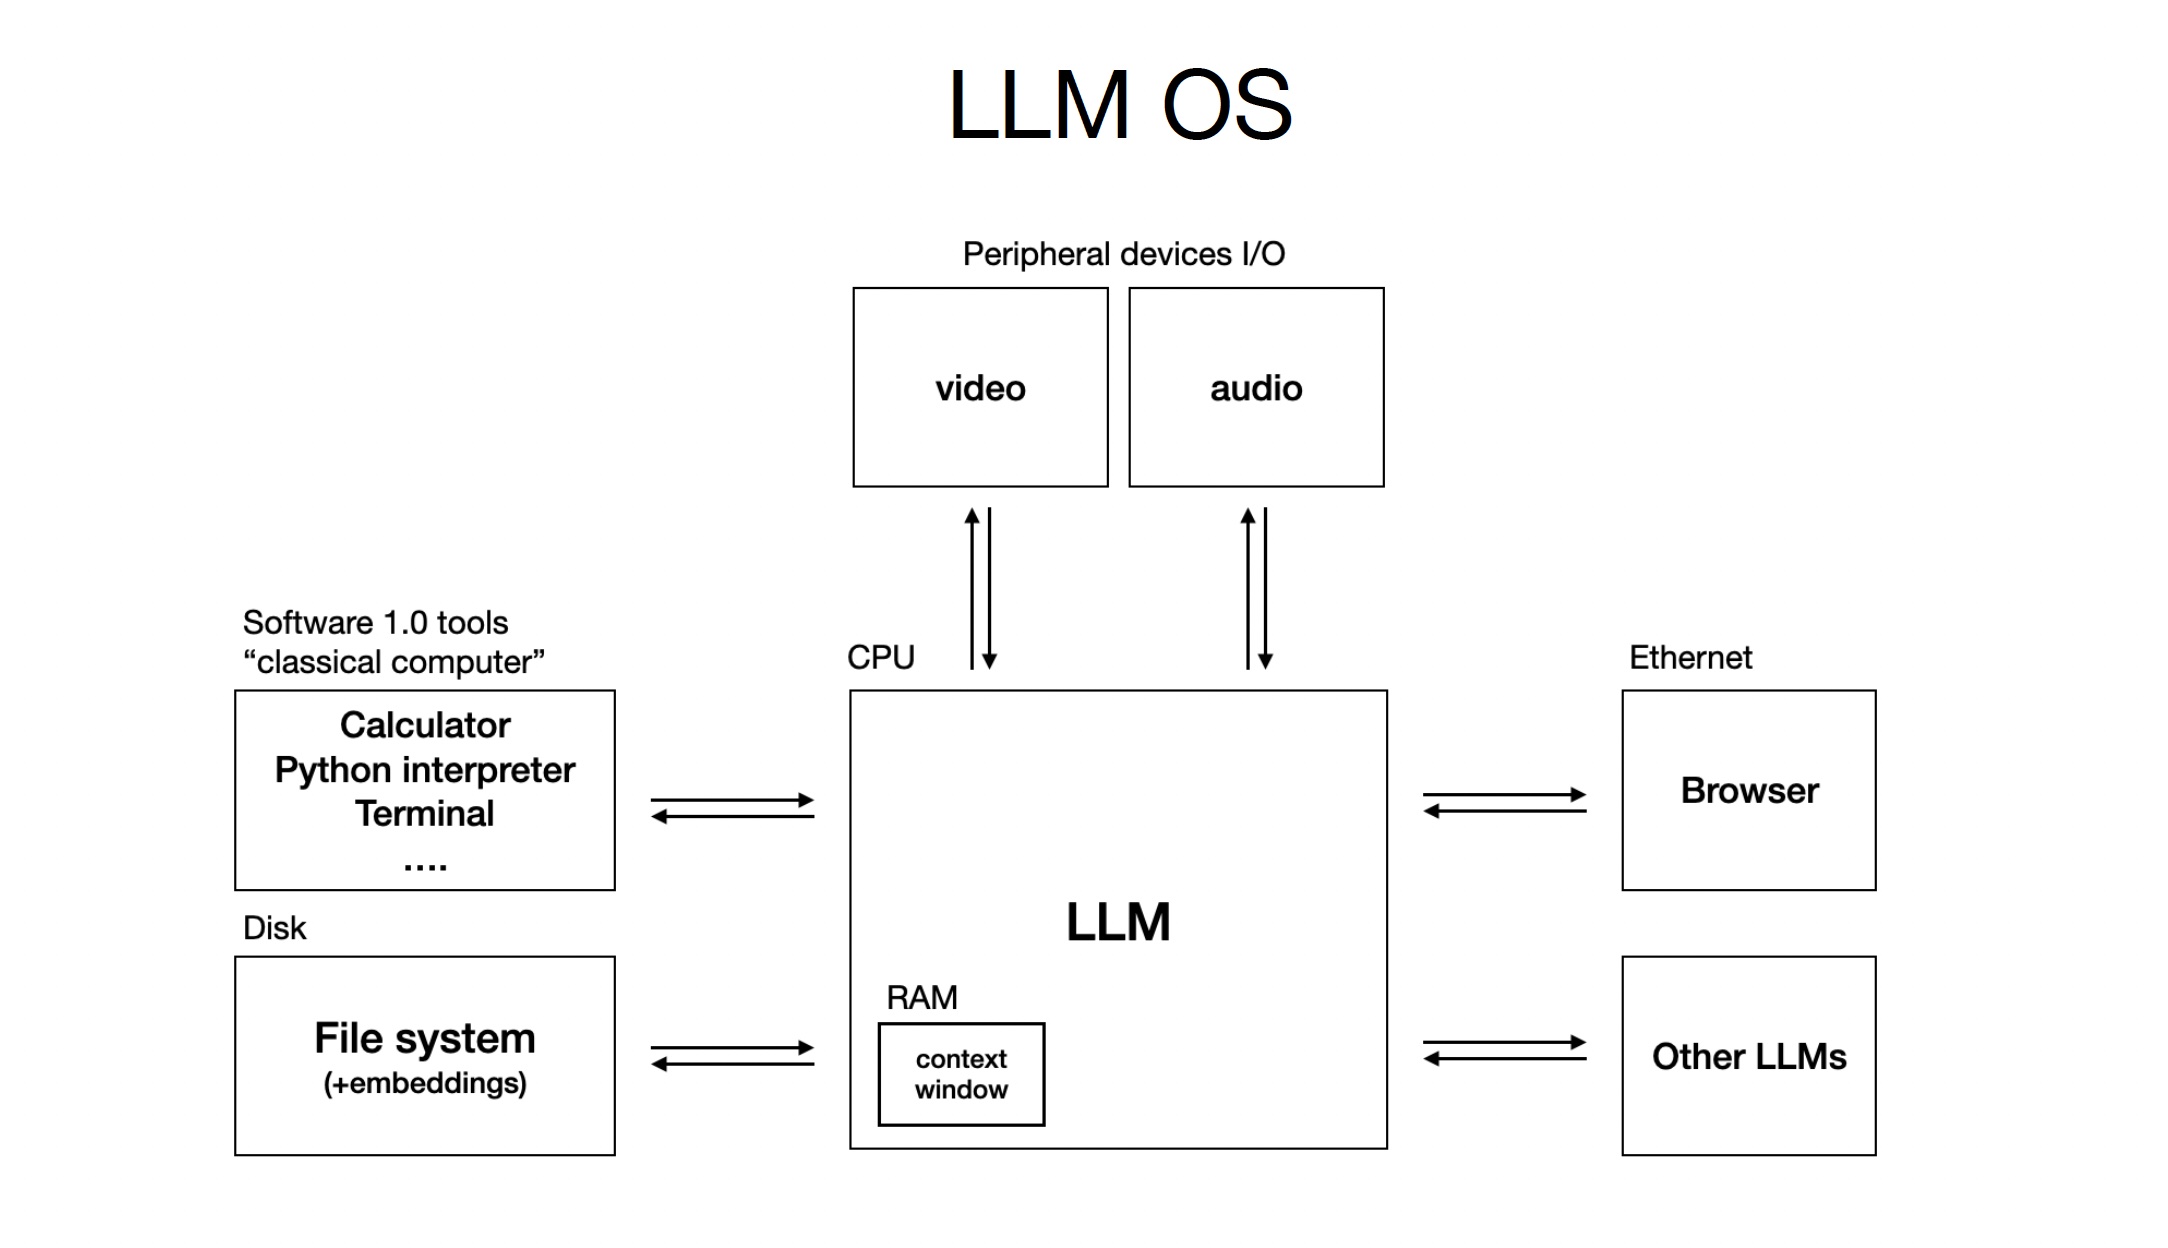 LLM OS
Peripheral devices I/O
video
audio
Software 1.0 tools
“classical computer”
Calculator
Python interpreter
Terminal
....
CPU
LLM
RAM
context
window
Ethernet
Browser
Disk
File system
(+embeddings)
Other LLMs